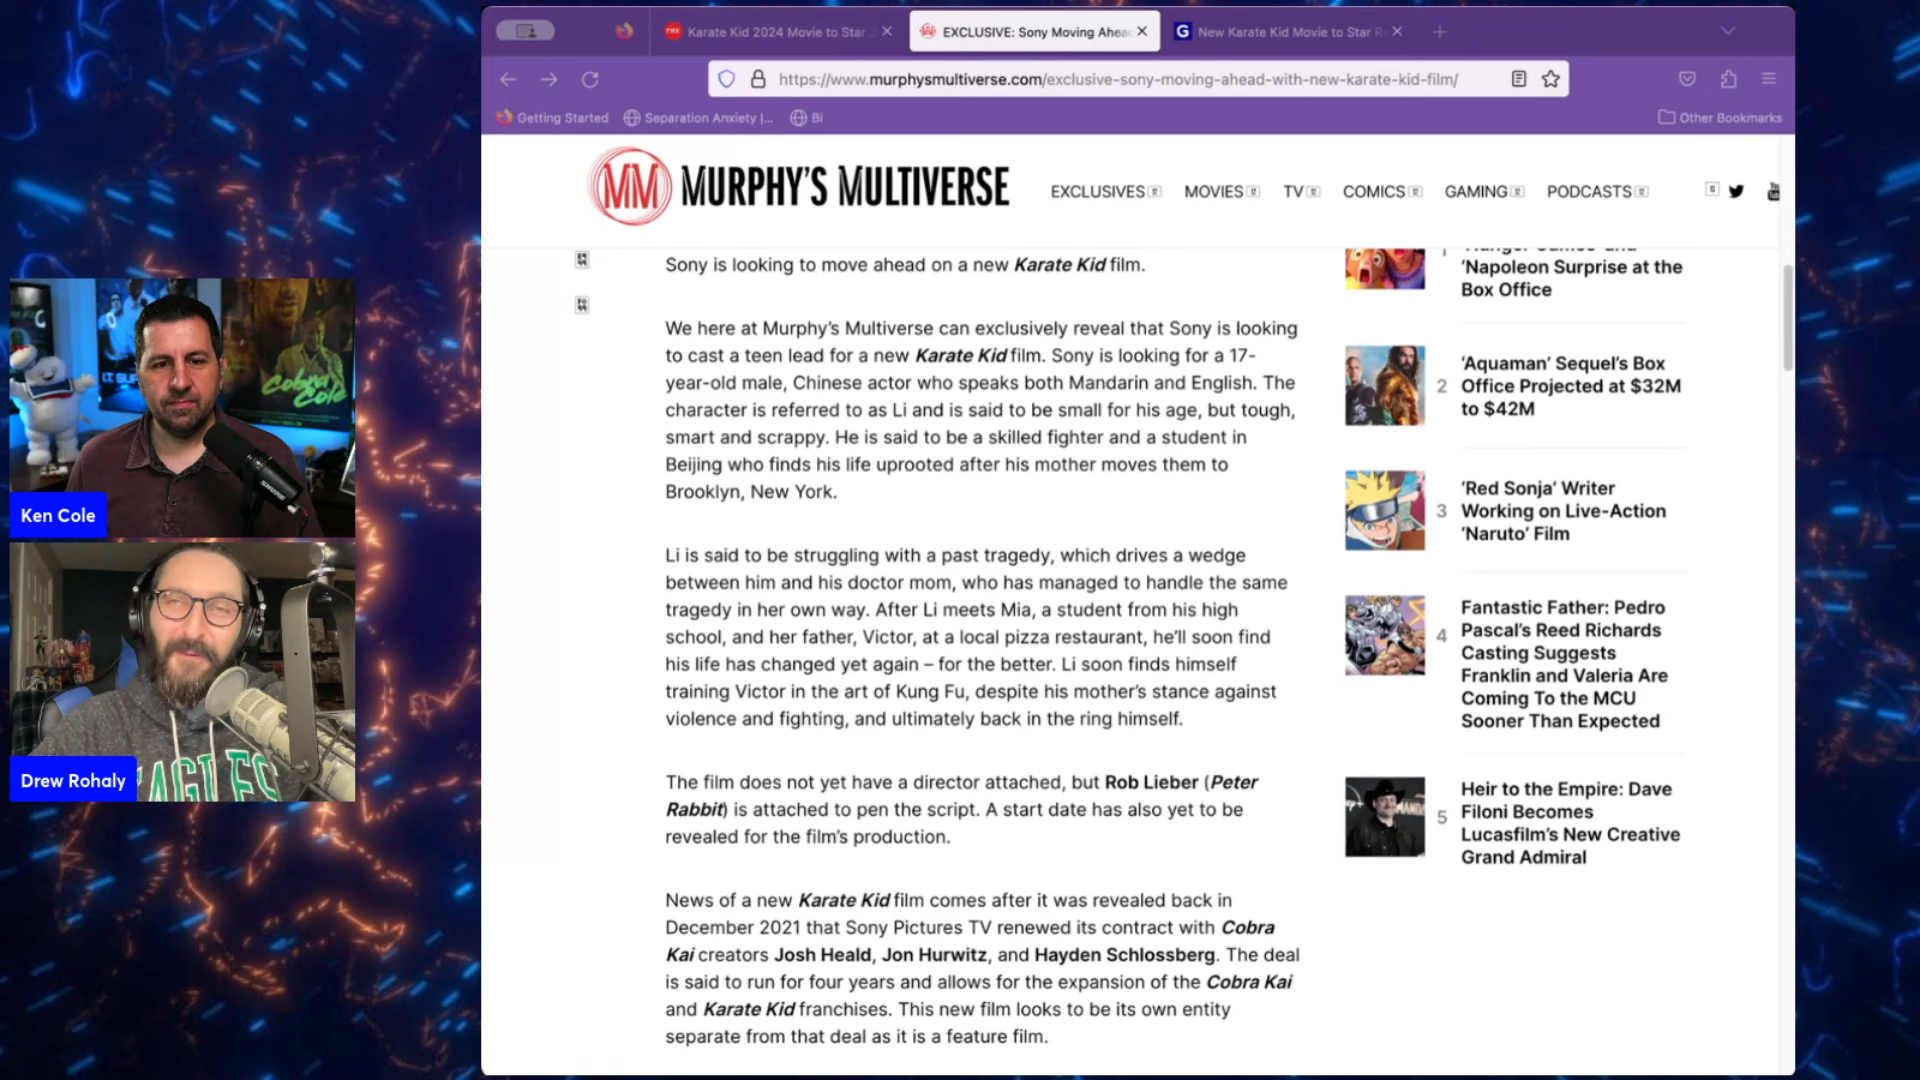 Karate Kid 2024 Movie to Star
EXCLUSIVE: Sony Moving Ahea
New Karate Kid Movie to Star R
https://www.murphysmultiverse.com/exclusive-sony-moving-ahead-with-new-karate-kid-film/
Getting Started
Separation Anxiety |...
Bi
Other Bookmarks
MM MURPHY'S MULTIVERSE
EXCLUSIVES MOVIES TV COMICS GAMING PODCASTS
Sony is looking to move ahead on a new Karate Kid film.
We here at Murphy's Multiverse can exclusively reveal that Sony is looking
to cast a teen lead for a new Karate Kid film. Sony is looking for a 17-
year-old male, Chinese actor who speaks both Mandarin and English. The
character is referred to as Li and is said to be small for his age, but tough,
smart and scrappy. He is said to be a skilled fighter and a student in
Beijing who finds his life uprooted after his mother moves them to
Brooklyn, New York.
Li is said to be struggling with a past tragedy, which drives a wedge
between him and his doctor mom, who has managed to handle the same
tragedy in her own way. After Li meets Mia, a student from his high
school, and her father, Victor, at a local pizza restaurant, he'll soon find
his life has changed yet again – for the better. Li soon finds himself
training Victor in the art of Kung Fu, despite his mother's stance against
violence and fighting, and ultimately back in the ring himself.
The film does not yet have a director attached, but Rob Lieber (Peter
Rabbit) is attached to pen the script. A start date has also yet to be
revealed for the film's production.
News of a new Karate Kid film comes after it was revealed back in
December 2021 that Sony Pictures TV renewed its contract with Cobra
Kai creators Josh Heald, Jon Hurwitz, and Hayden Schlossberg. The deal
is said to run for four years and allows for the expansion of the Cobra Kai
and Karate Kid franchises. This new film looks to be its own entity
separate from that deal as it is a feature film.
'Napoleon Surprise at the
Box Office
2
'Aquaman' Sequel's Box
Office Projected at $32M
to $42M
3
'Red Sonja' Writer
Working on Live-Action
'Naruto' Film
4
Fantastic Father: Pedro
Pascal's Reed Richards
Casting Suggests
Franklin and Valeria Are
Coming To the MCU
Sooner Than Expected
5
Heir to the Empire: Dave
Filoni Becomes
Lucasfilm's New Creative
Grand Admiral
Cobra
Cole
Ken Cole
EAGLES
Drew Rohaly